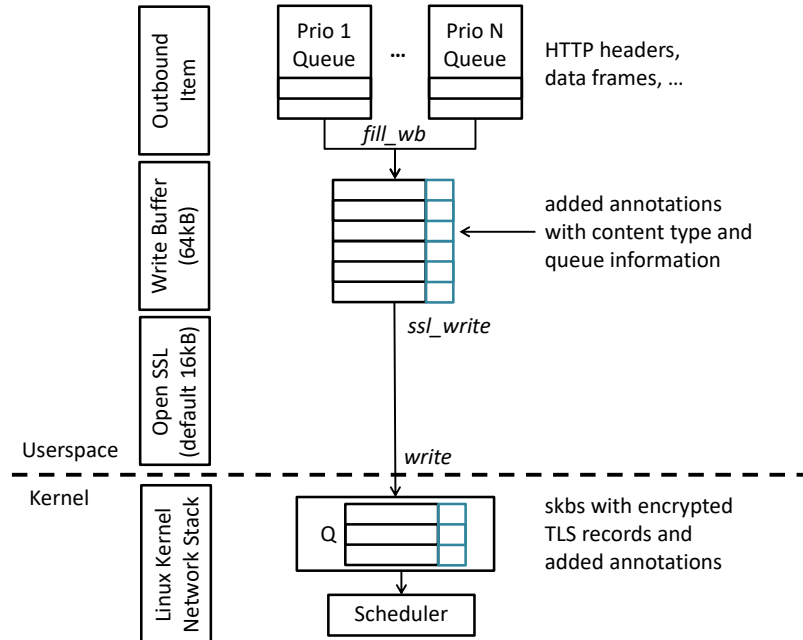 Outbound
Item
Prio 1
Queue
...
Prio N
Queue
HTTP headers,
data frames, ...
fill_wb
Write Buffer
(64kB)
added annotations
with content type and
queue information
ssl_write
Open SSL
(default 16kB)
Userspace
write
Kernel
Linux Kernel
Network Stack
Q
skbs with encrypted
TLS records and
added annotations
Scheduler